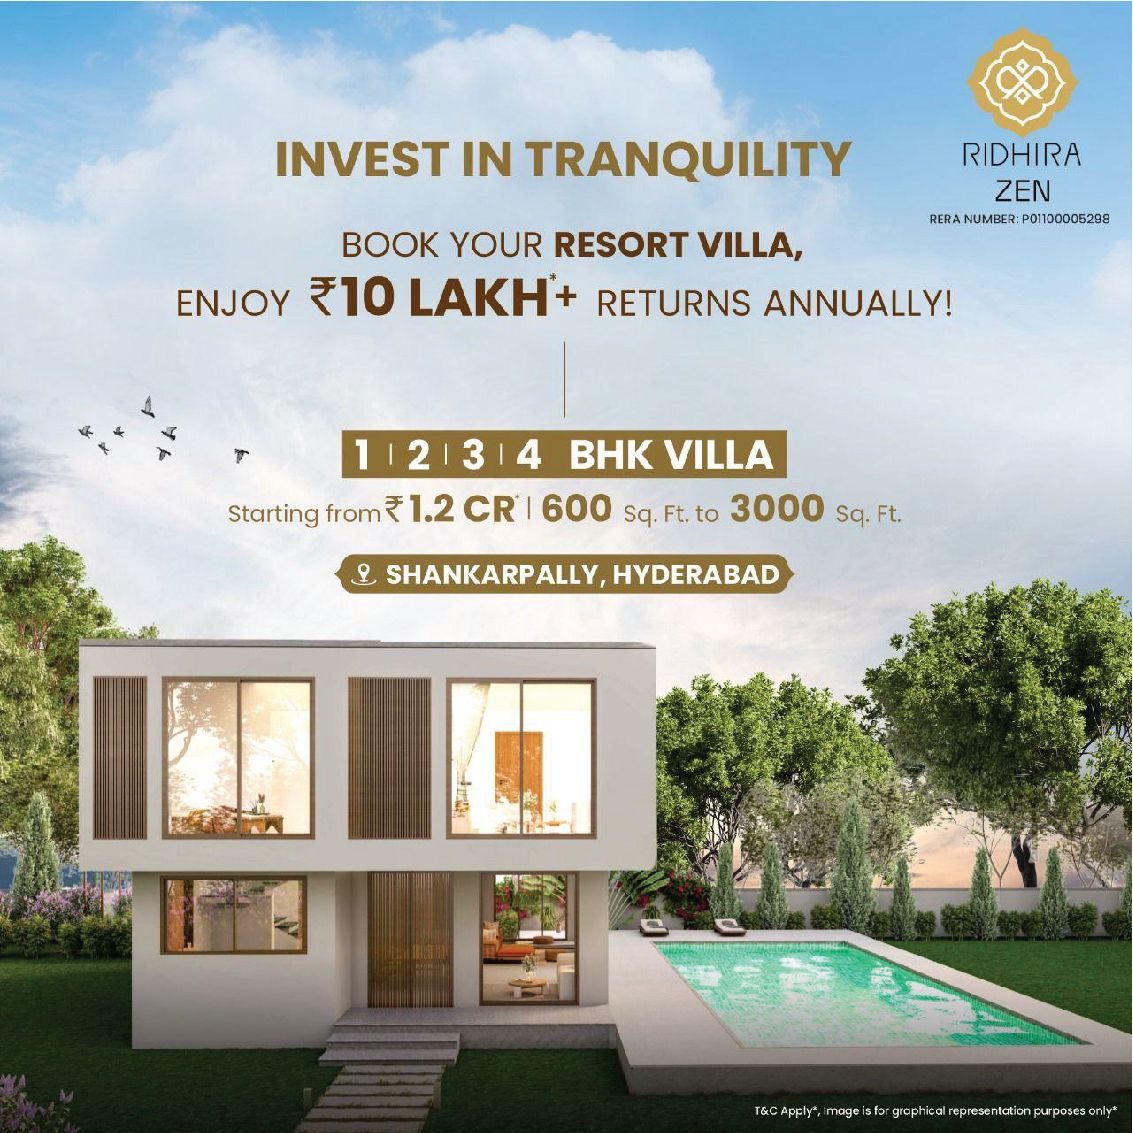 RIDHIRA
ZEN
RERA NUMBER: P01100005298
INVEST IN TRANQUILITY
BOOK YOUR RESORT VILLA,
ENJOY ₹10 LAKH*+ RETURNS ANNUALLY!
1 | 2 | 3 | 4 BHK VILLA
Starting from ₹ 1.2 CR* | 600 Sq. Ft. to 3000 Sq. Ft.
SHANKARPALLY, HYDERABAD
T&C Apply*, Image is for graphical representation purposes only*